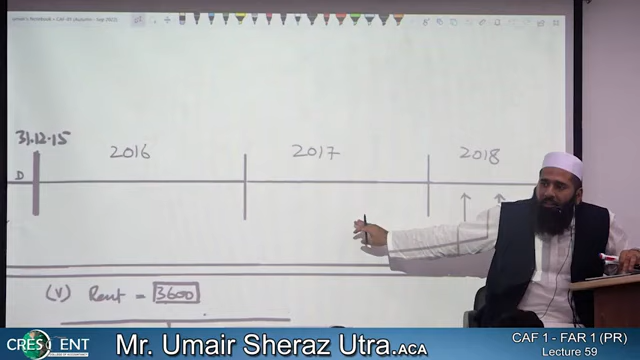 31.12.15
2016
2017
2018
D
(V) Rent = 3600
CRESCENT
Mr. Umair Sheraz Utra.ACA
CAF 1 - FAR 1 (PR)
Lecture 59